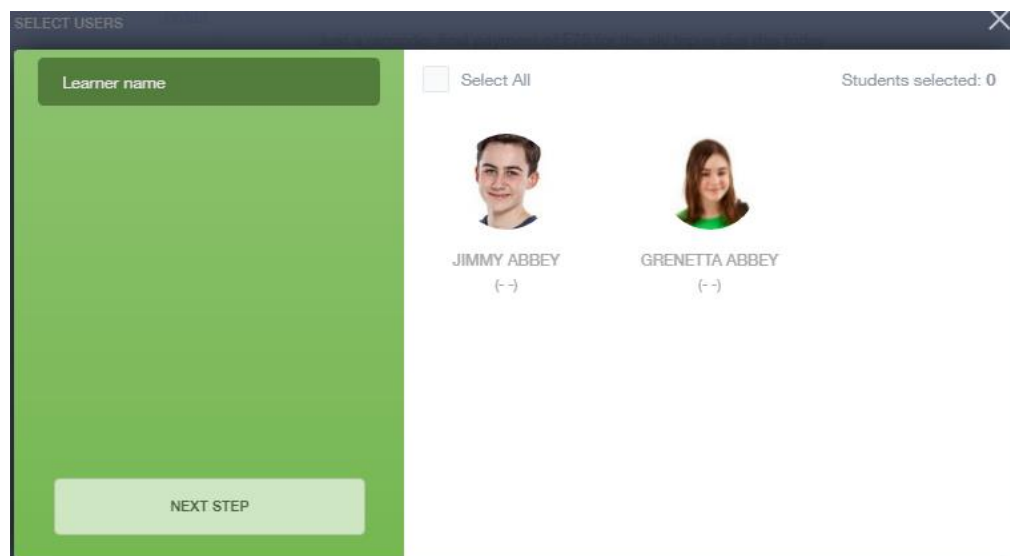 SELECT USERS
Learner name
Select All
Students selected: 0
JIMMY ABBEY
GRENETTA ABBEY
(- -)
(- -)
NEXT STEP